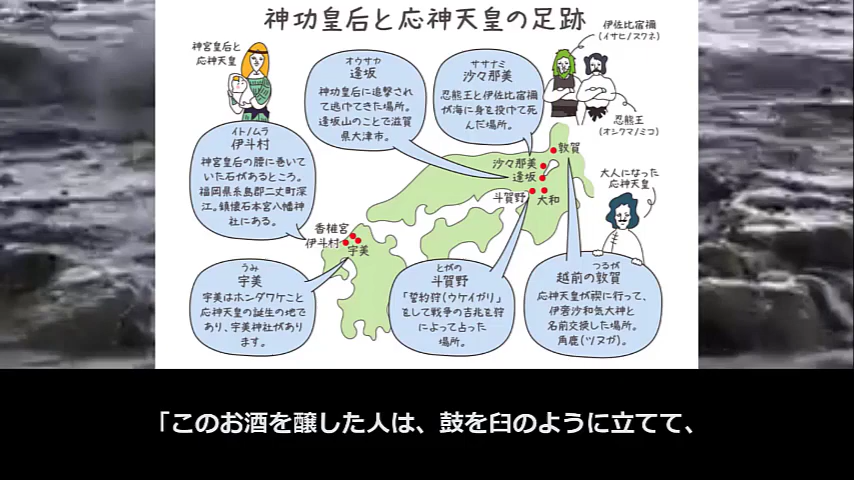 神功皇后と応神天皇の足跡
神宮皇后と
応神天皇
オウサカ
逢坂
神功皇后に追撃され
て逃げてきた場所。
逢坂山のことで滋賀
県大津市。
ササナミ
沙々那美
忍熊王と伊佐比宿禰
が海に身を投げて死
んだ場所。
伊佐比宿禰
(イサヒノスクネ)
忍熊王
(オシクマノミコ)
イトノムラ
伊斗村
神宮皇后の腰に巻いて
いた石があるところ。
福岡県糸島郡二丈町深
江。鎮懐石本宮八幡神
社にある。
敦賀
沙々那美
逢坂
斗賀野
大和
大人になった
応神天皇
香椎宮
伊斗村
宇美
うみ
宇美
宇美はホンダワケこと
応神天皇の誕生の地で
あり、宇美神社があり
ます。
とがの
斗賀野
「誓約狩(ウケイガリ)
をして戦争の吉兆を狩
によって占った
場所。
つるが
越前の敦賀
応神天皇が禊に行って、
伊奢沙和気大神と
名前交換した場所。
角鹿(ツヌガ)。
「このお酒を醸した人は、鼓を臼のように立てて、